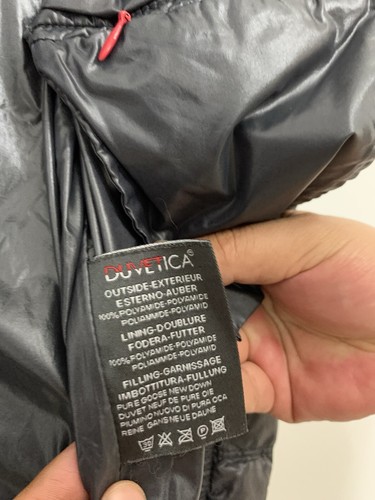 DUVETICA®
OUTSIDE-EXTERIEUR
ESTERNO-AUBER
100%POLYAMIDE-POLYAMIDE
POLIAMMIDE-POLYAMID
LINING-DOUBLURE
FODERA-FUTTER
100%POLYAMIDE-POLYAMIDE
POLIAMMIDE-POLYAMID
FILLING-GARNISSAGE
IMBOTTITURA-FULLUNG
PURE GOOSE NEW DOWN
DUVET NEUF DE PURE OIE
PIUMINO NUOVO DI PURA OCA
REINE GANSNEUE DAUNE
30 P